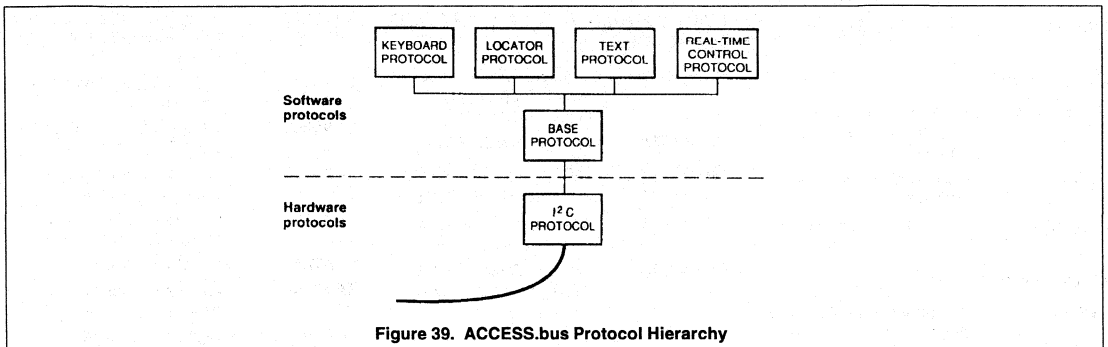 KEYBOARD
PROTOCOL
LOCATOR
PROTOCOL
TEXT
PROTOCOL
REAL-TIME
CONTROL
PROTOCOL
Software
protocols
BASE
PROTOCOL
Hardware
protocols
I² C
PROTOCOL
Figure 39. ACCESS.bus Protocol Hierarchy